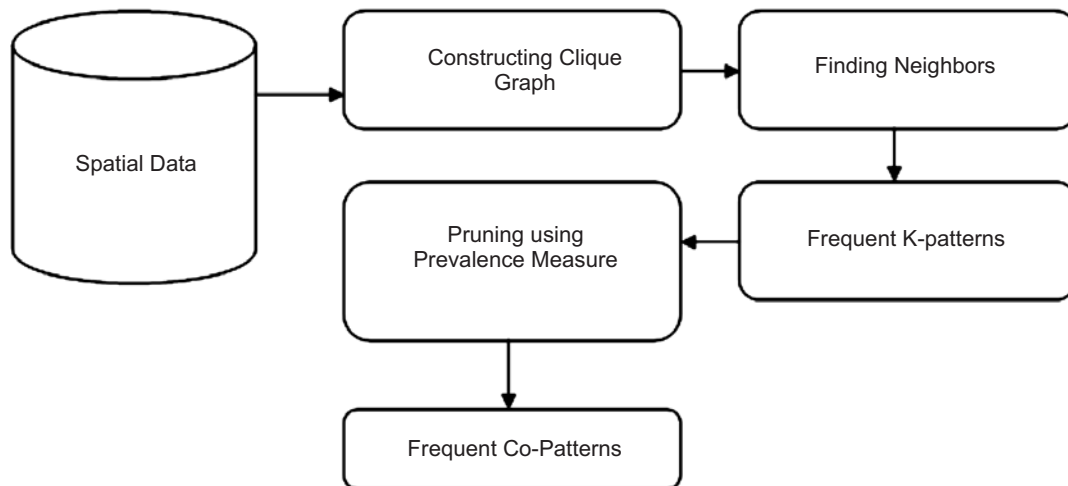 Spatial Data
Constructing Clique
Graph
Finding Neighbors
Frequent K-patterns
Pruning using
Prevalence Measure
Frequent Co-Patterns